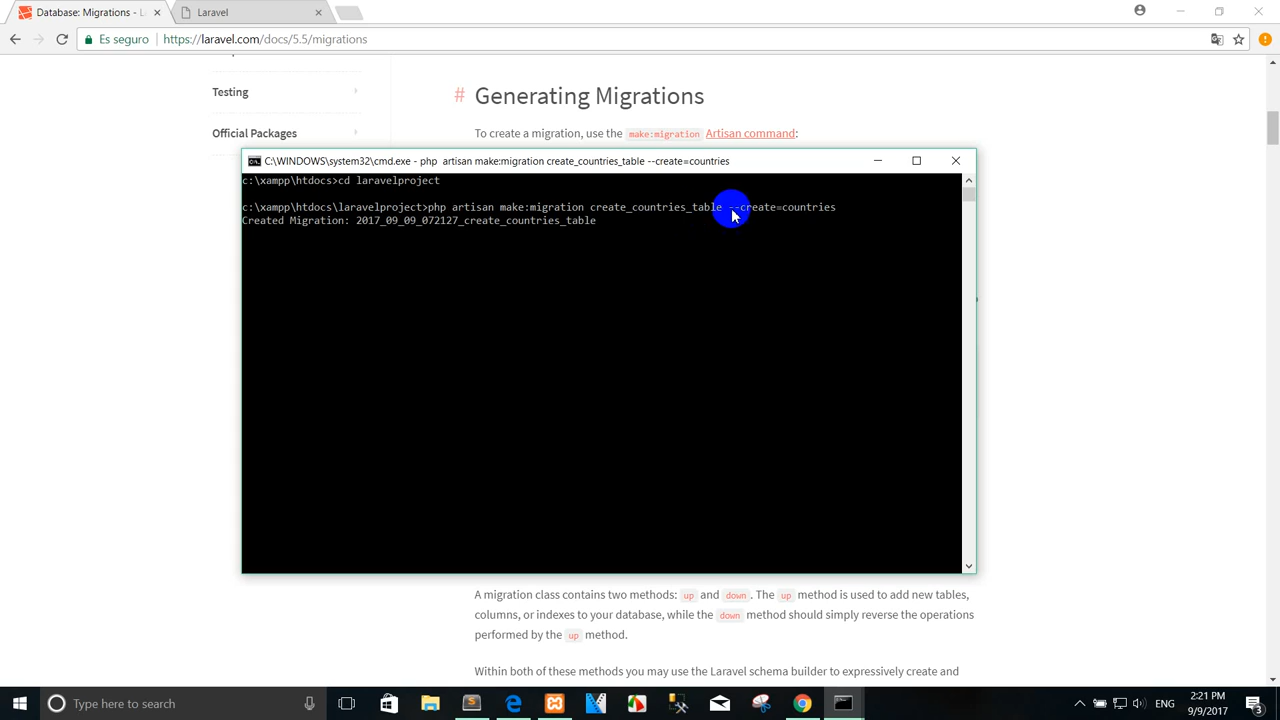 Database: Migrations - L
Laravel
Es seguro
https://laravel.com/docs/5.5/migrations
Testing
Official Packages
# Generating Migrations
To create a migration, use the make:migration Artisan command:
C:\WINDOWS\system32\cmd.exe - php  artisan make:migration create_countries_table --create=countries
c:\xampp\htdocs>cd laravelproject
c:\xampp\htdocs\laravelproject>php artisan make:migration create_countries_table --create=countries
Created Migration: 2017_09_09_072127_create_countries_table
A migration class contains two methods: up and down. The up method is used to add new tables,
columns, or indexes to your database, while the down method should simply reverse the operations
performed by the up method.
Within both of these methods you may use the Laravel schema builder to expressively create and
Type here to search
ENG
2:21 PM
9/9/2017
3